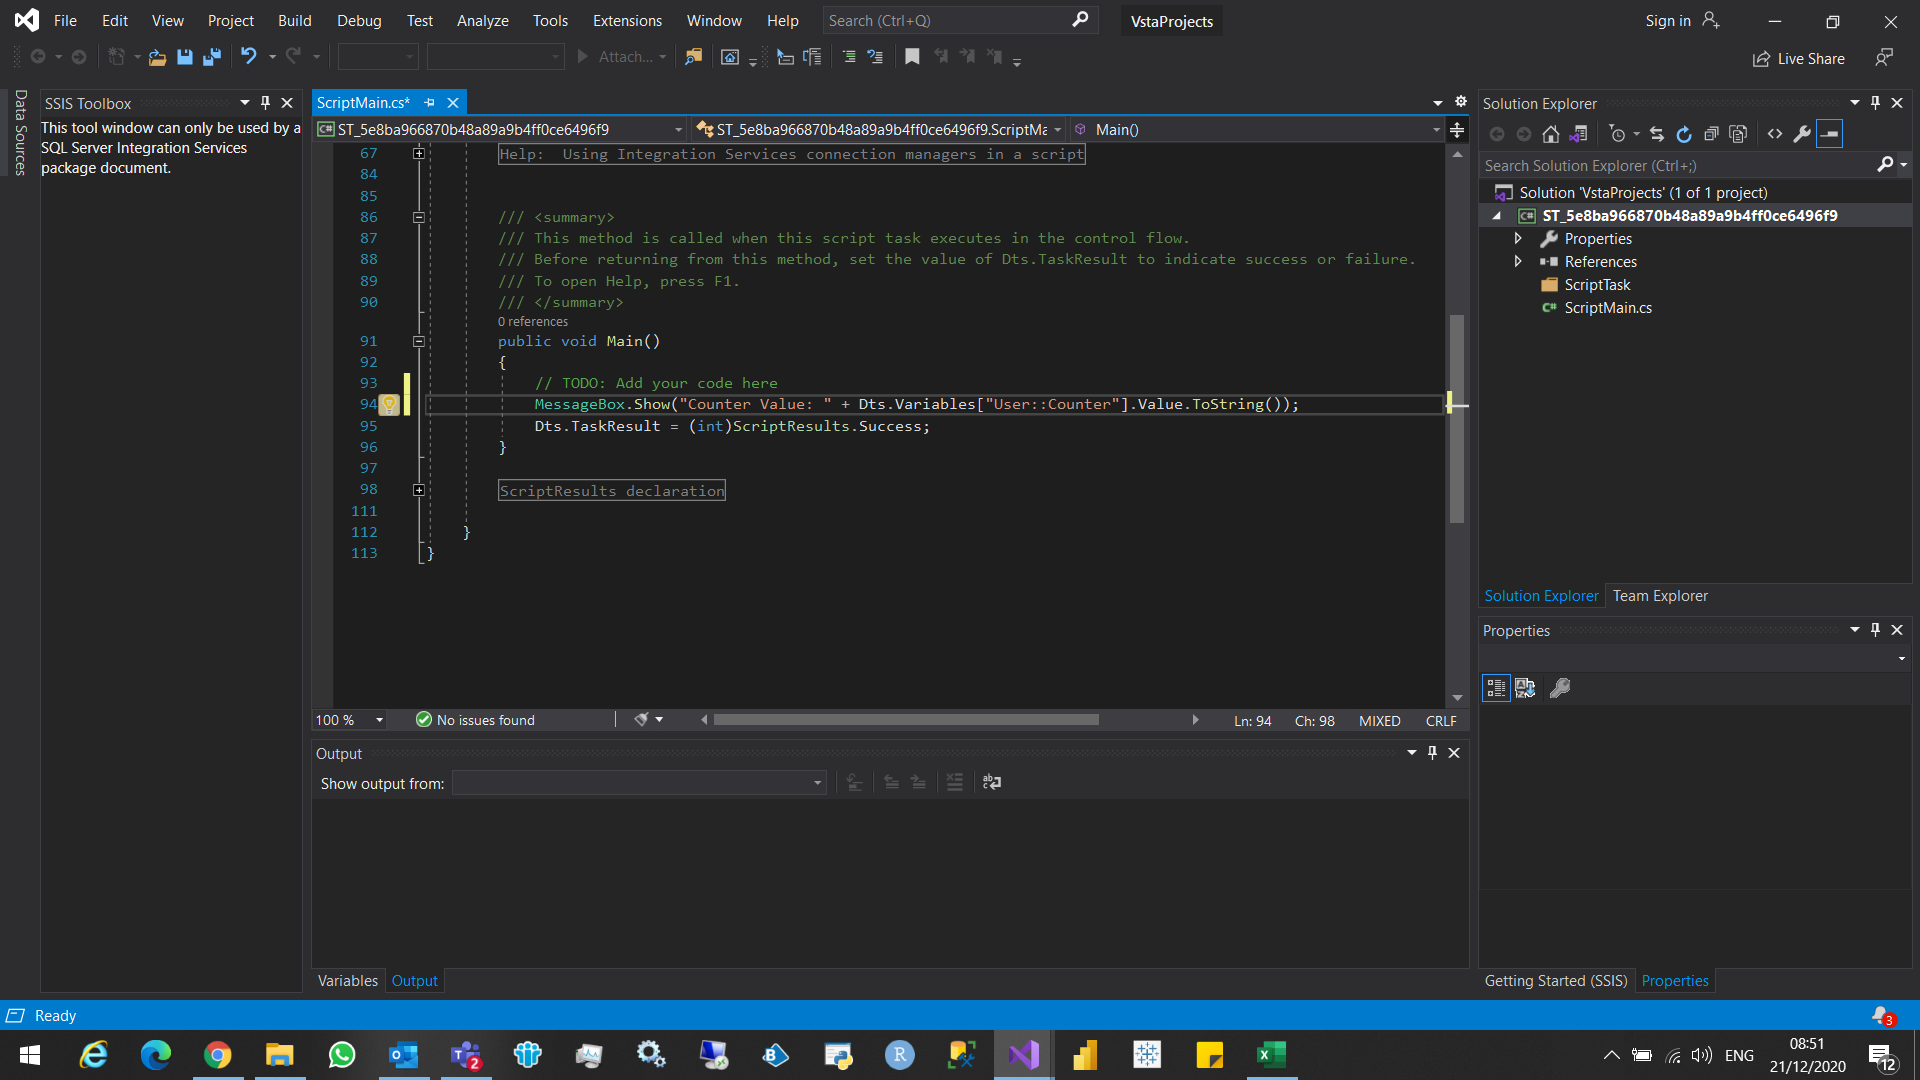 File Edit View Project Build Debug Test Analyze Tools Extensions Window Help Search (Ctrl+Q) VstaProjects Sign in
Attach... Live Share
Data Sources
SSIS Toolbox
This tool window can only be used by a
SQL Server Integration Services
package document.
ScriptMain.cs*
ST_5e8ba966870b48a89a9b4ff0ce6496f9 ST_5e8ba966870b48a89a9b4ff0ce6496f9.ScriptMa Main()
67 Help: Using Integration Services connection managers in a script
84
85
86 /// <summary>
87 /// This method is called when this script task executes in the control flow.
88 /// Before returning from this method, set the value of Dts.TaskResult to indicate success or failure.
89 /// To open Help, press F1.
90 /// </summary>
0 references
91 public void Main()
92 {
93 // TODO: Add your code here
94 MessageBox.Show("Counter Value: " + Dts.Variables["User::Counter"].Value.ToString());
95 Dts.TaskResult = (int)ScriptResults.Success;
96 }
97
98 ScriptResults declaration
111
112 }
113 }
100 % No issues found Ln: 94 Ch: 98 MIXED CRLF
Output
Show output from:
Variables Output
Solution Explorer
Search Solution Explorer (Ctrl+;)
Solution 'VstaProjects' (1 of 1 project)
C# ST_5e8ba966870b48a89a9b4ff0ce6496f9
Properties
References
ScriptTask
C# ScriptMain.cs
Solution Explorer Team Explorer
Properties
Getting Started (SSIS) Properties
Ready 3
2 ENG 08:51
21/12/2020 12